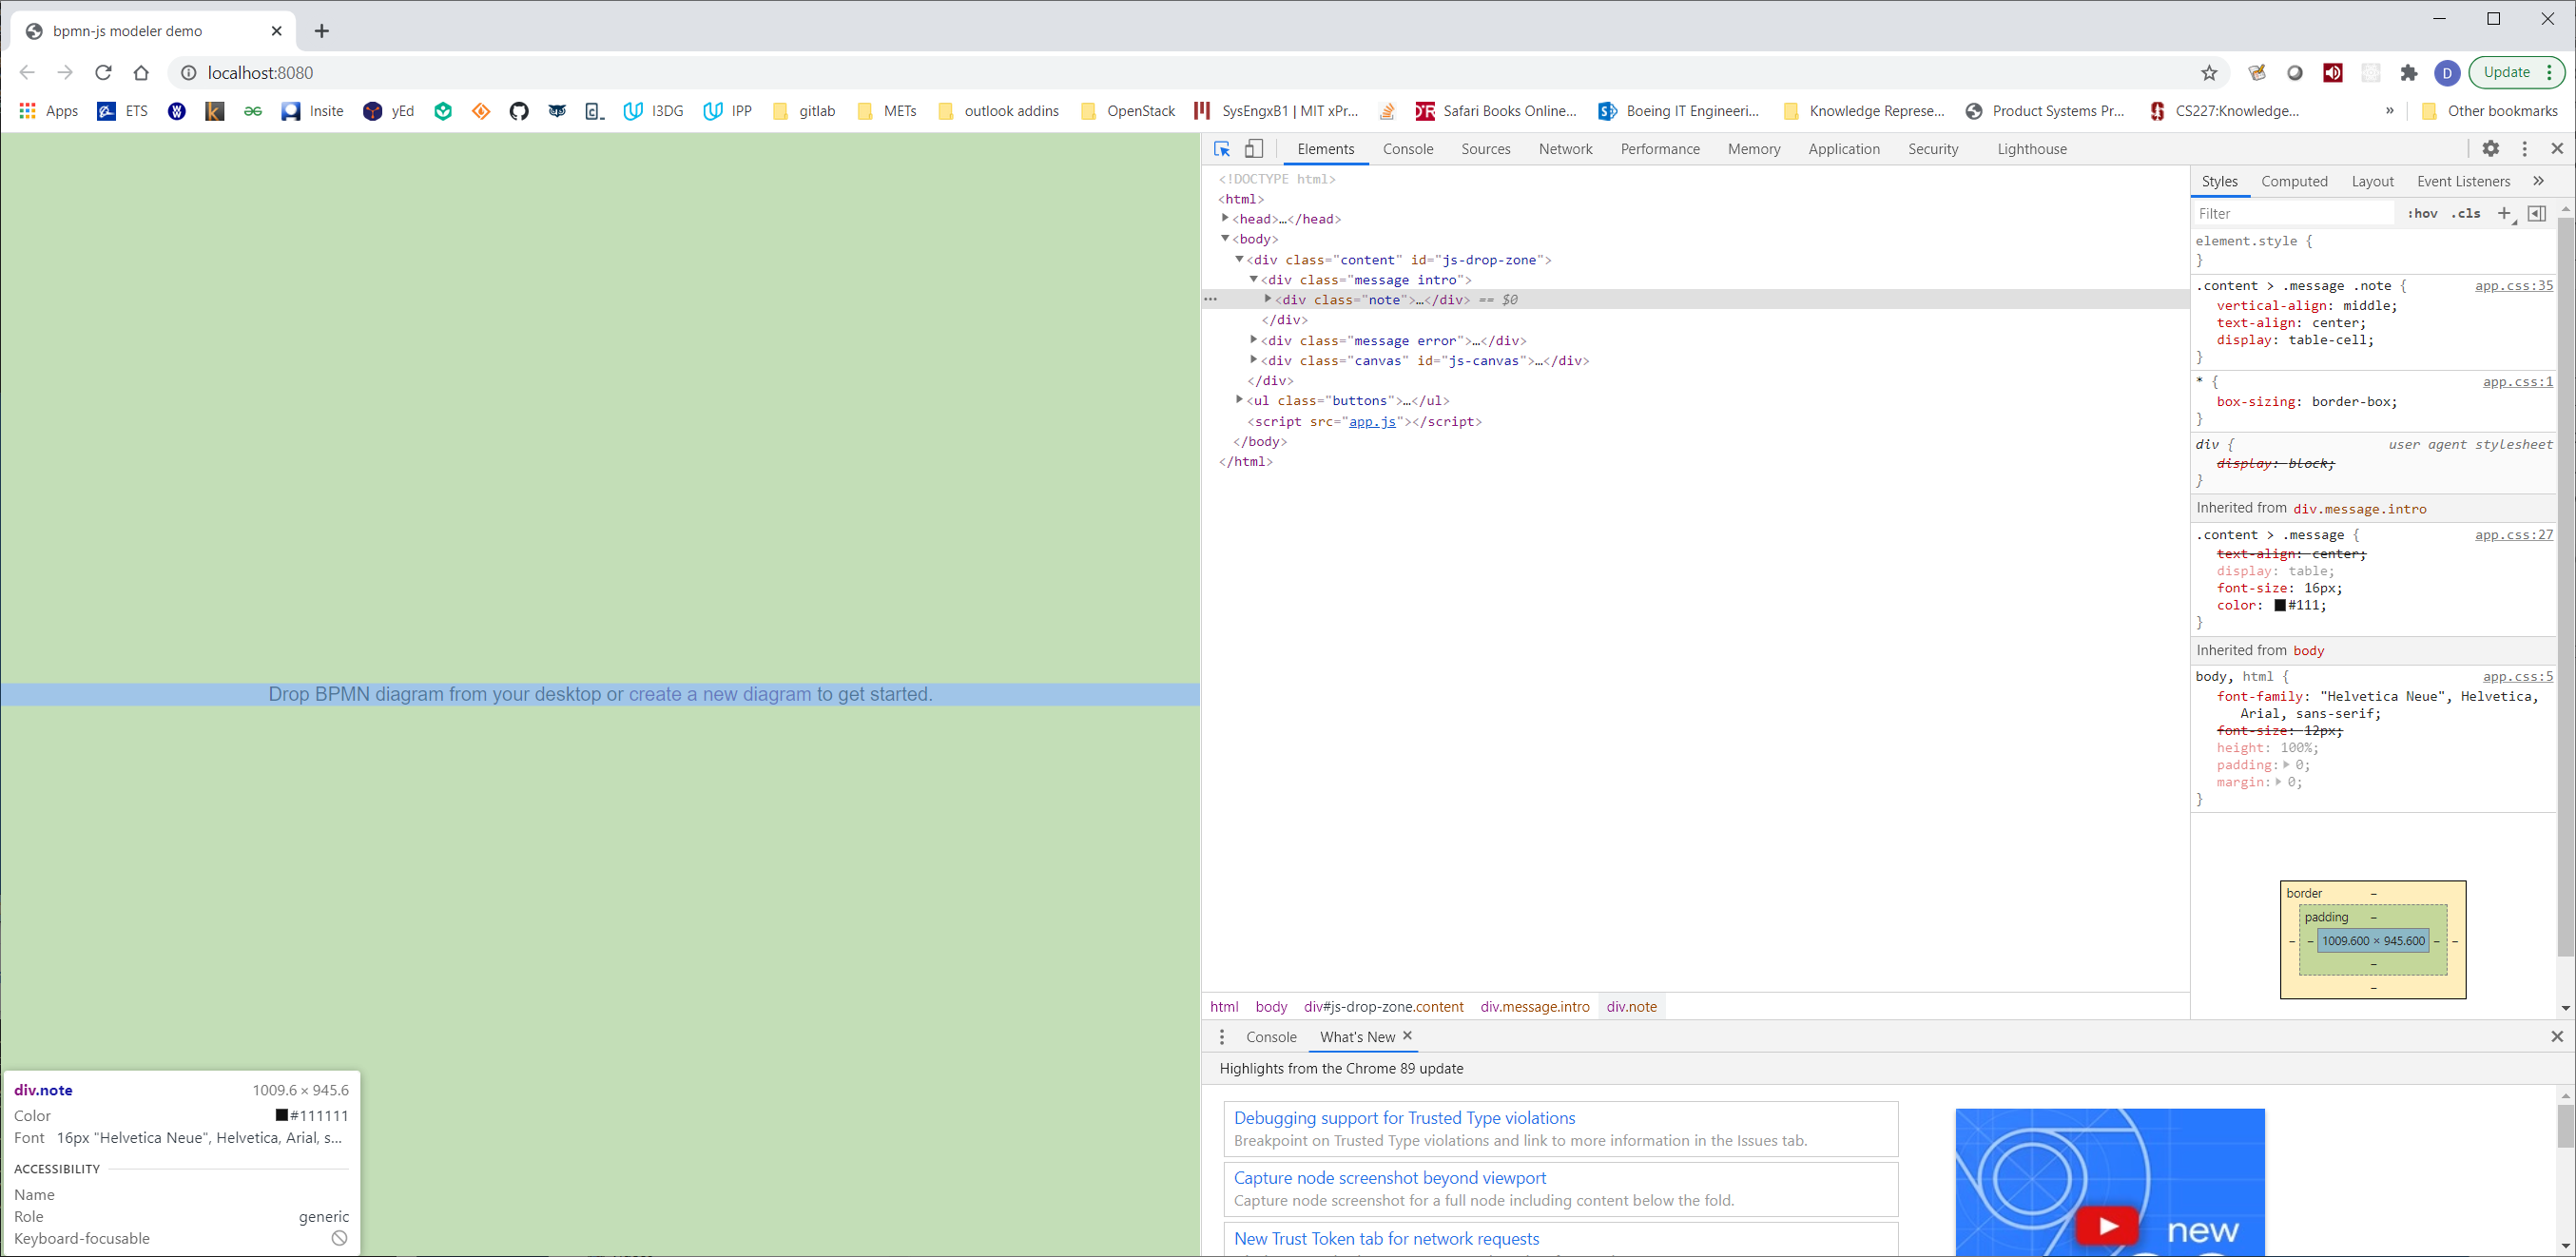 bpmn-js modeler demo
localhost:8080
D
Update
Apps
ETS
Insite
yEd
I3DG
IPP
gitlab
METs
outlook addins
OpenStack
SysEngxB1 | MIT xPr...
Safari Books Online...
Boeing IT Engineeri...
Knowledge Represe...
Product Systems Pr...
CS227:Knowledge...
»
Other bookmarks
Elements Console Sources Network Performance Memory Application Security Lighthouse
<!DOCTYPE html>
<html>
<head>…</head>
<body>
<div class="content" id="js-drop-zone">
<div class="message intro">
<div class="note">…</div> == $0
</div>
<div class="message error">…</div>
<div class="canvas" id="js-canvas">…</div>
</div>
<ul class="buttons">…</ul>
<script src="app.js"></script>
</body>
</html>
Styles Computed Layout Event Listeners »
Filter :hov .cls +
element.style {
}
.content > .message .note { app.css:35
vertical-align: middle;
text-align: center;
display: table-cell;
}
* { app.css:1
box-sizing: border-box;
}
div { user agent stylesheet
display: block;
}
Inherited from div.message.intro
.content > .message { app.css:27
text-align: center;
display: table;
font-size: 16px;
color: #111;
}
Inherited from body
body, html { app.css:5
font-family: "Helvetica Neue", Helvetica,
Arial, sans-serif;
font-size: 12px;
height: 100%;
padding: 0;
margin: 0;
}
border –
padding –
– – 1009.600 × 945.600 – –
–
–
Drop BPMN diagram from your desktop or create a new diagram to get started.
html body div#js-drop-zone.content div.message.intro div.note
Console What's New
Highlights from the Chrome 89 update
Debugging support for Trusted Type violations
Breakpoint on Trusted Type violations and link to more information in the Issues tab.
Capture node screenshot beyond viewport
Capture node screenshot for a full node including content below the fold.
New Trust Token tab for network requests
new
div.note 1009.6 × 945.6
Color #111111
Font 16px "Helvetica Neue", Helvetica, Arial, s...
ACCESSIBILITY
Name
Role generic
Keyboard-focusable